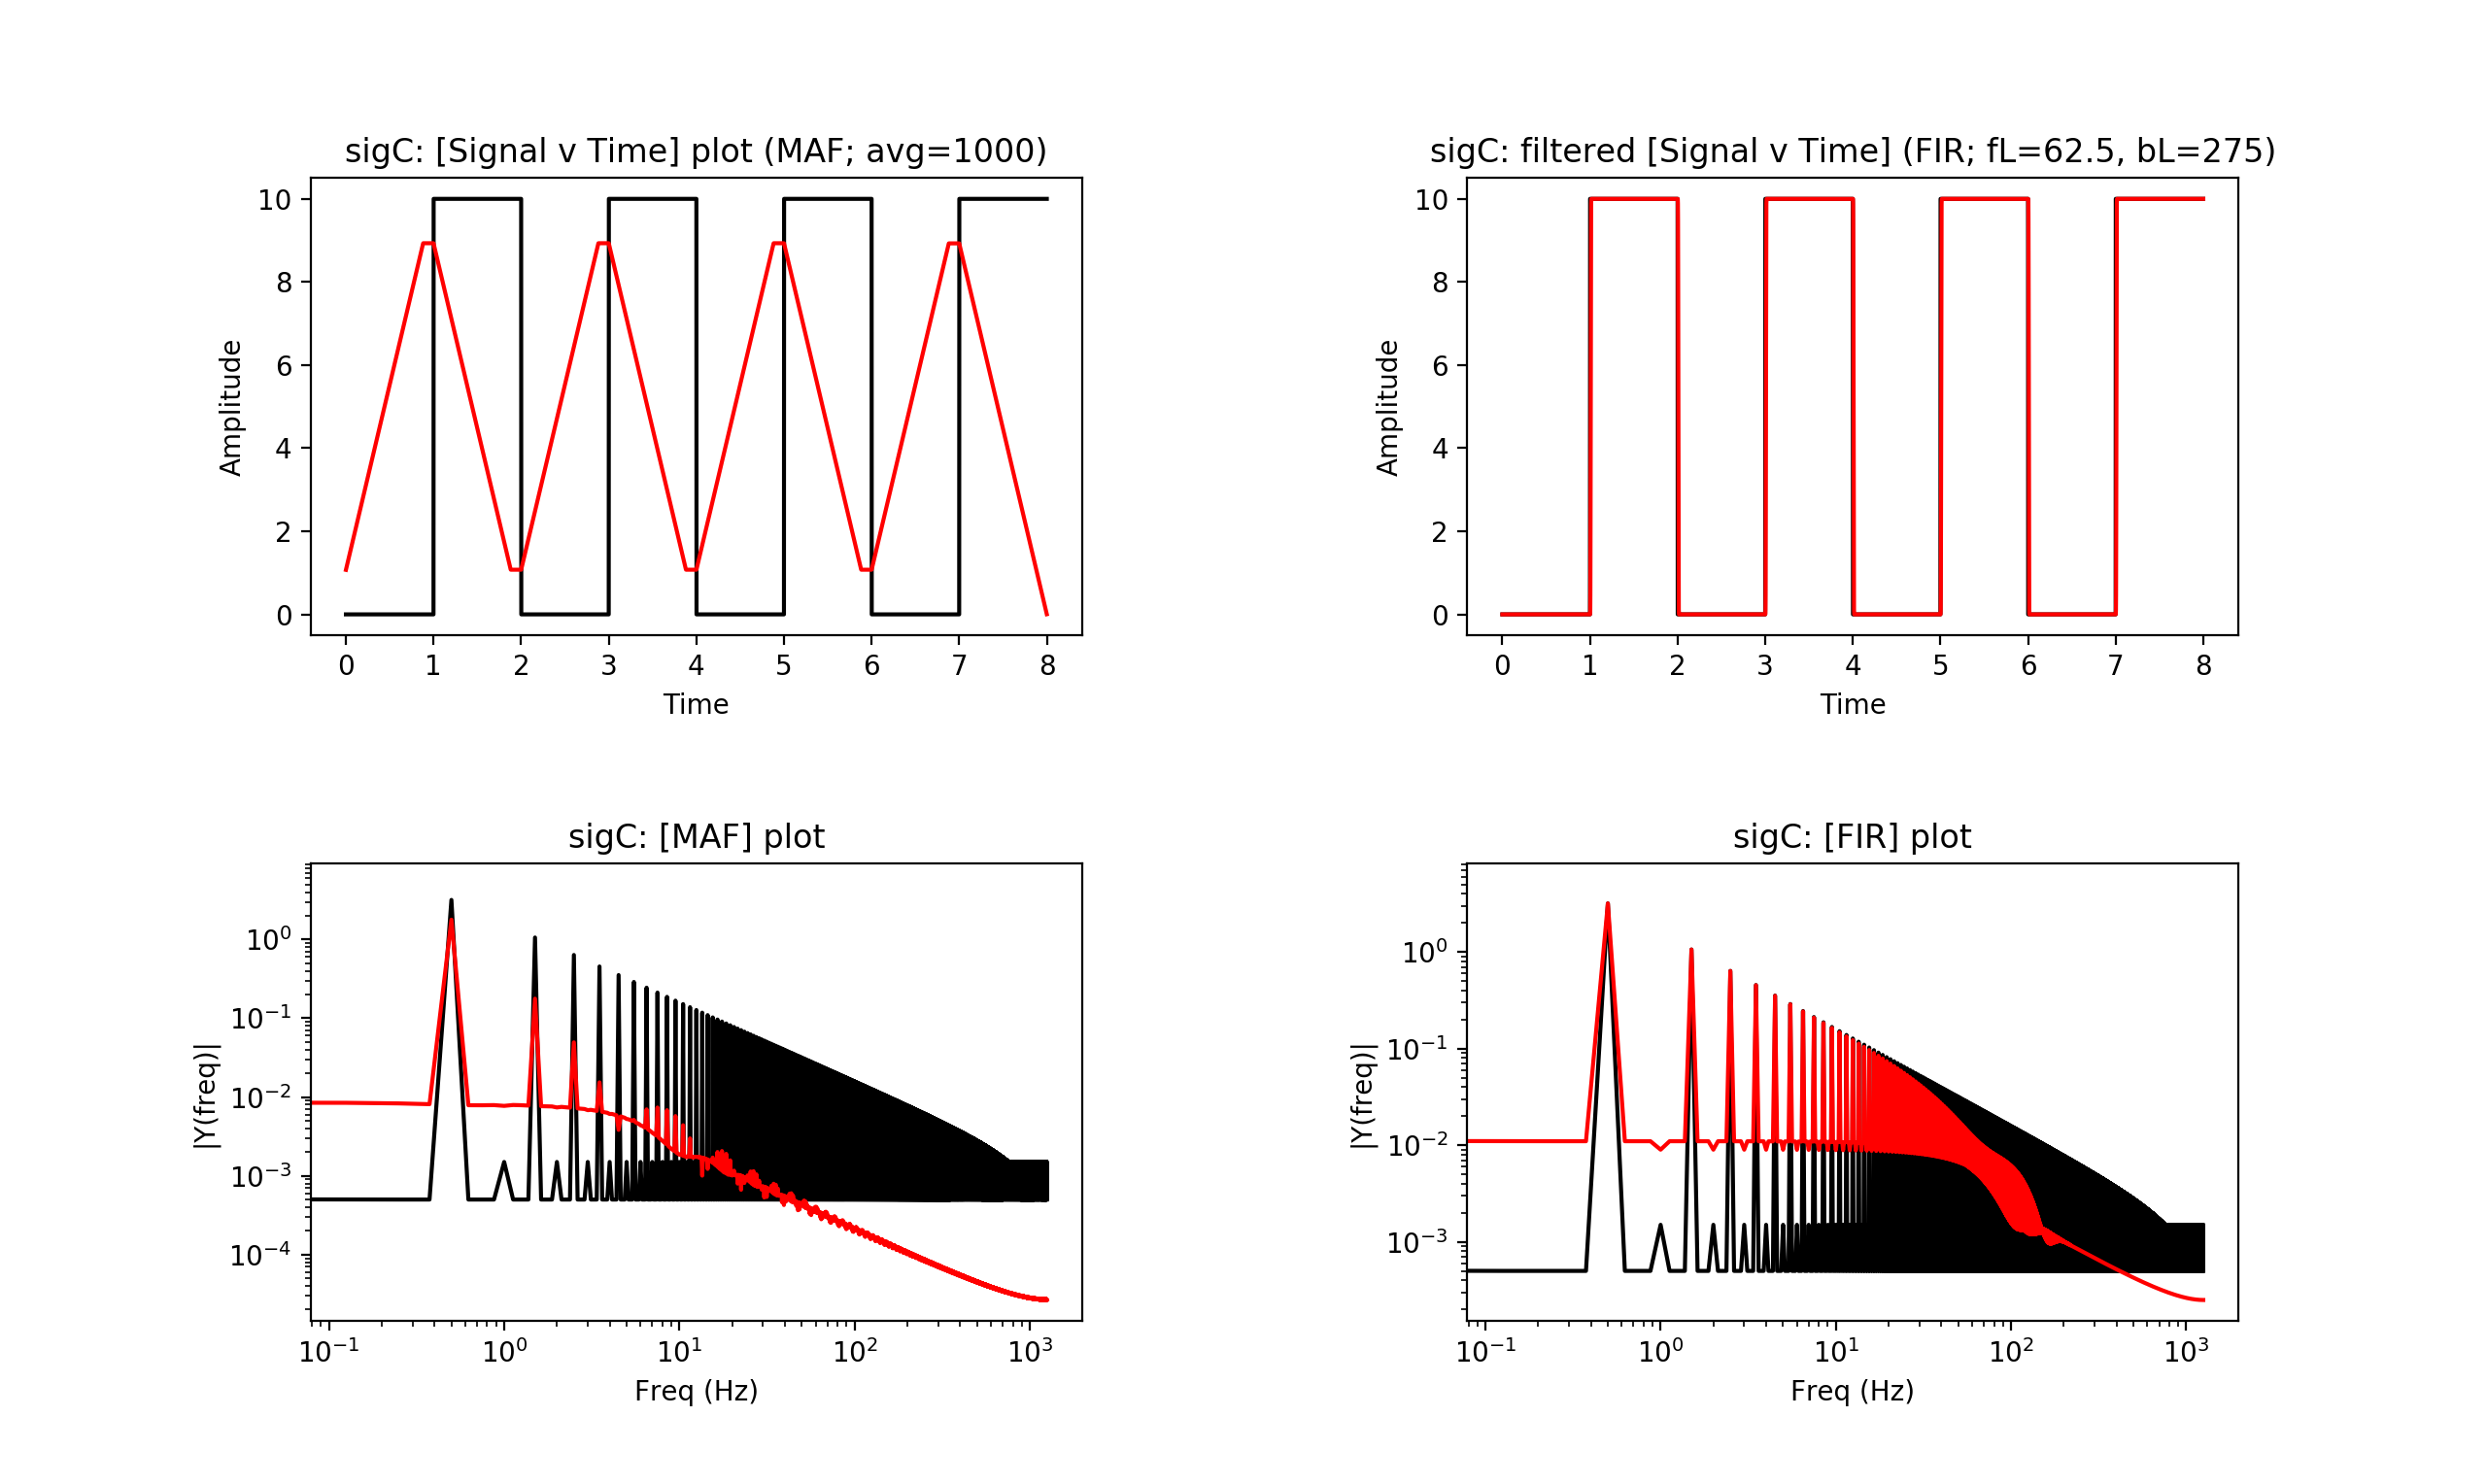 sigC: [Signal v Time] plot (MAF; avg=1000)
10
8
6
4
2
0
Amplitude
0 1 2 3 4 5 6 7 8
Time
sigC: filtered [Signal v Time] (FIR; fL=62.5, bL=275)
10
8
6
4
2
0
Amplitude
0 1 2 3 4 5 6 7 8
Time
sigC: [MAF] plot
10⁰
10⁻¹
10⁻²
10⁻³
10⁻⁴
|Y(freq)|
10⁻¹ 10⁰ 10¹ 10² 10³
Freq (Hz)
sigC: [FIR] plot
10⁰
10⁻¹
10⁻²
10⁻³
|Y(freq)|
10⁻¹ 10⁰ 10¹ 10² 10³
Freq (Hz)